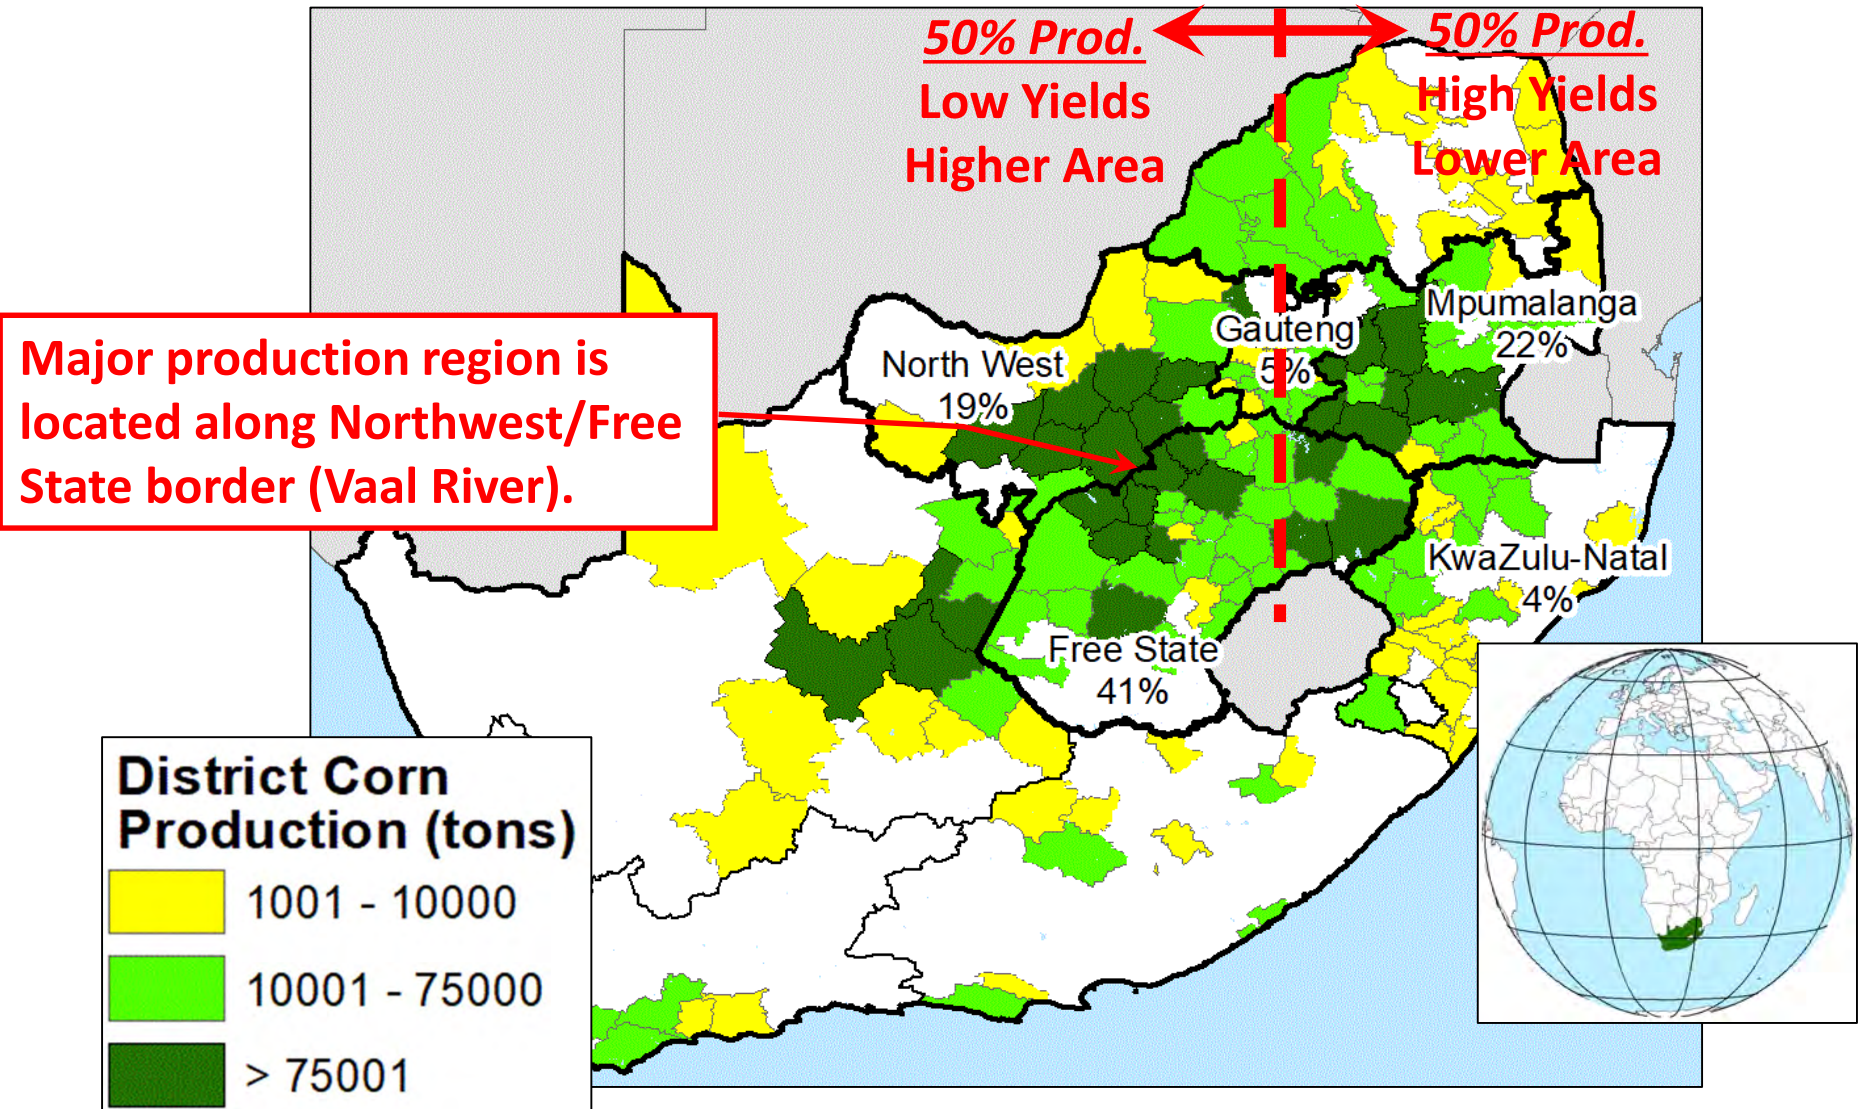 50% Prod.
Low Yields
Higher Area
50% Prod.
High Yields
Lower Area
Major production region is
located along Northwest/Free
State border (Vaal River).
North West
19%
Gauteng
5%
Mpumalanga
22%
KwaZulu-Natal
4%
Free State
41%
District Corn
Production (tons)
1001 - 10000
10001 - 75000
> 75001